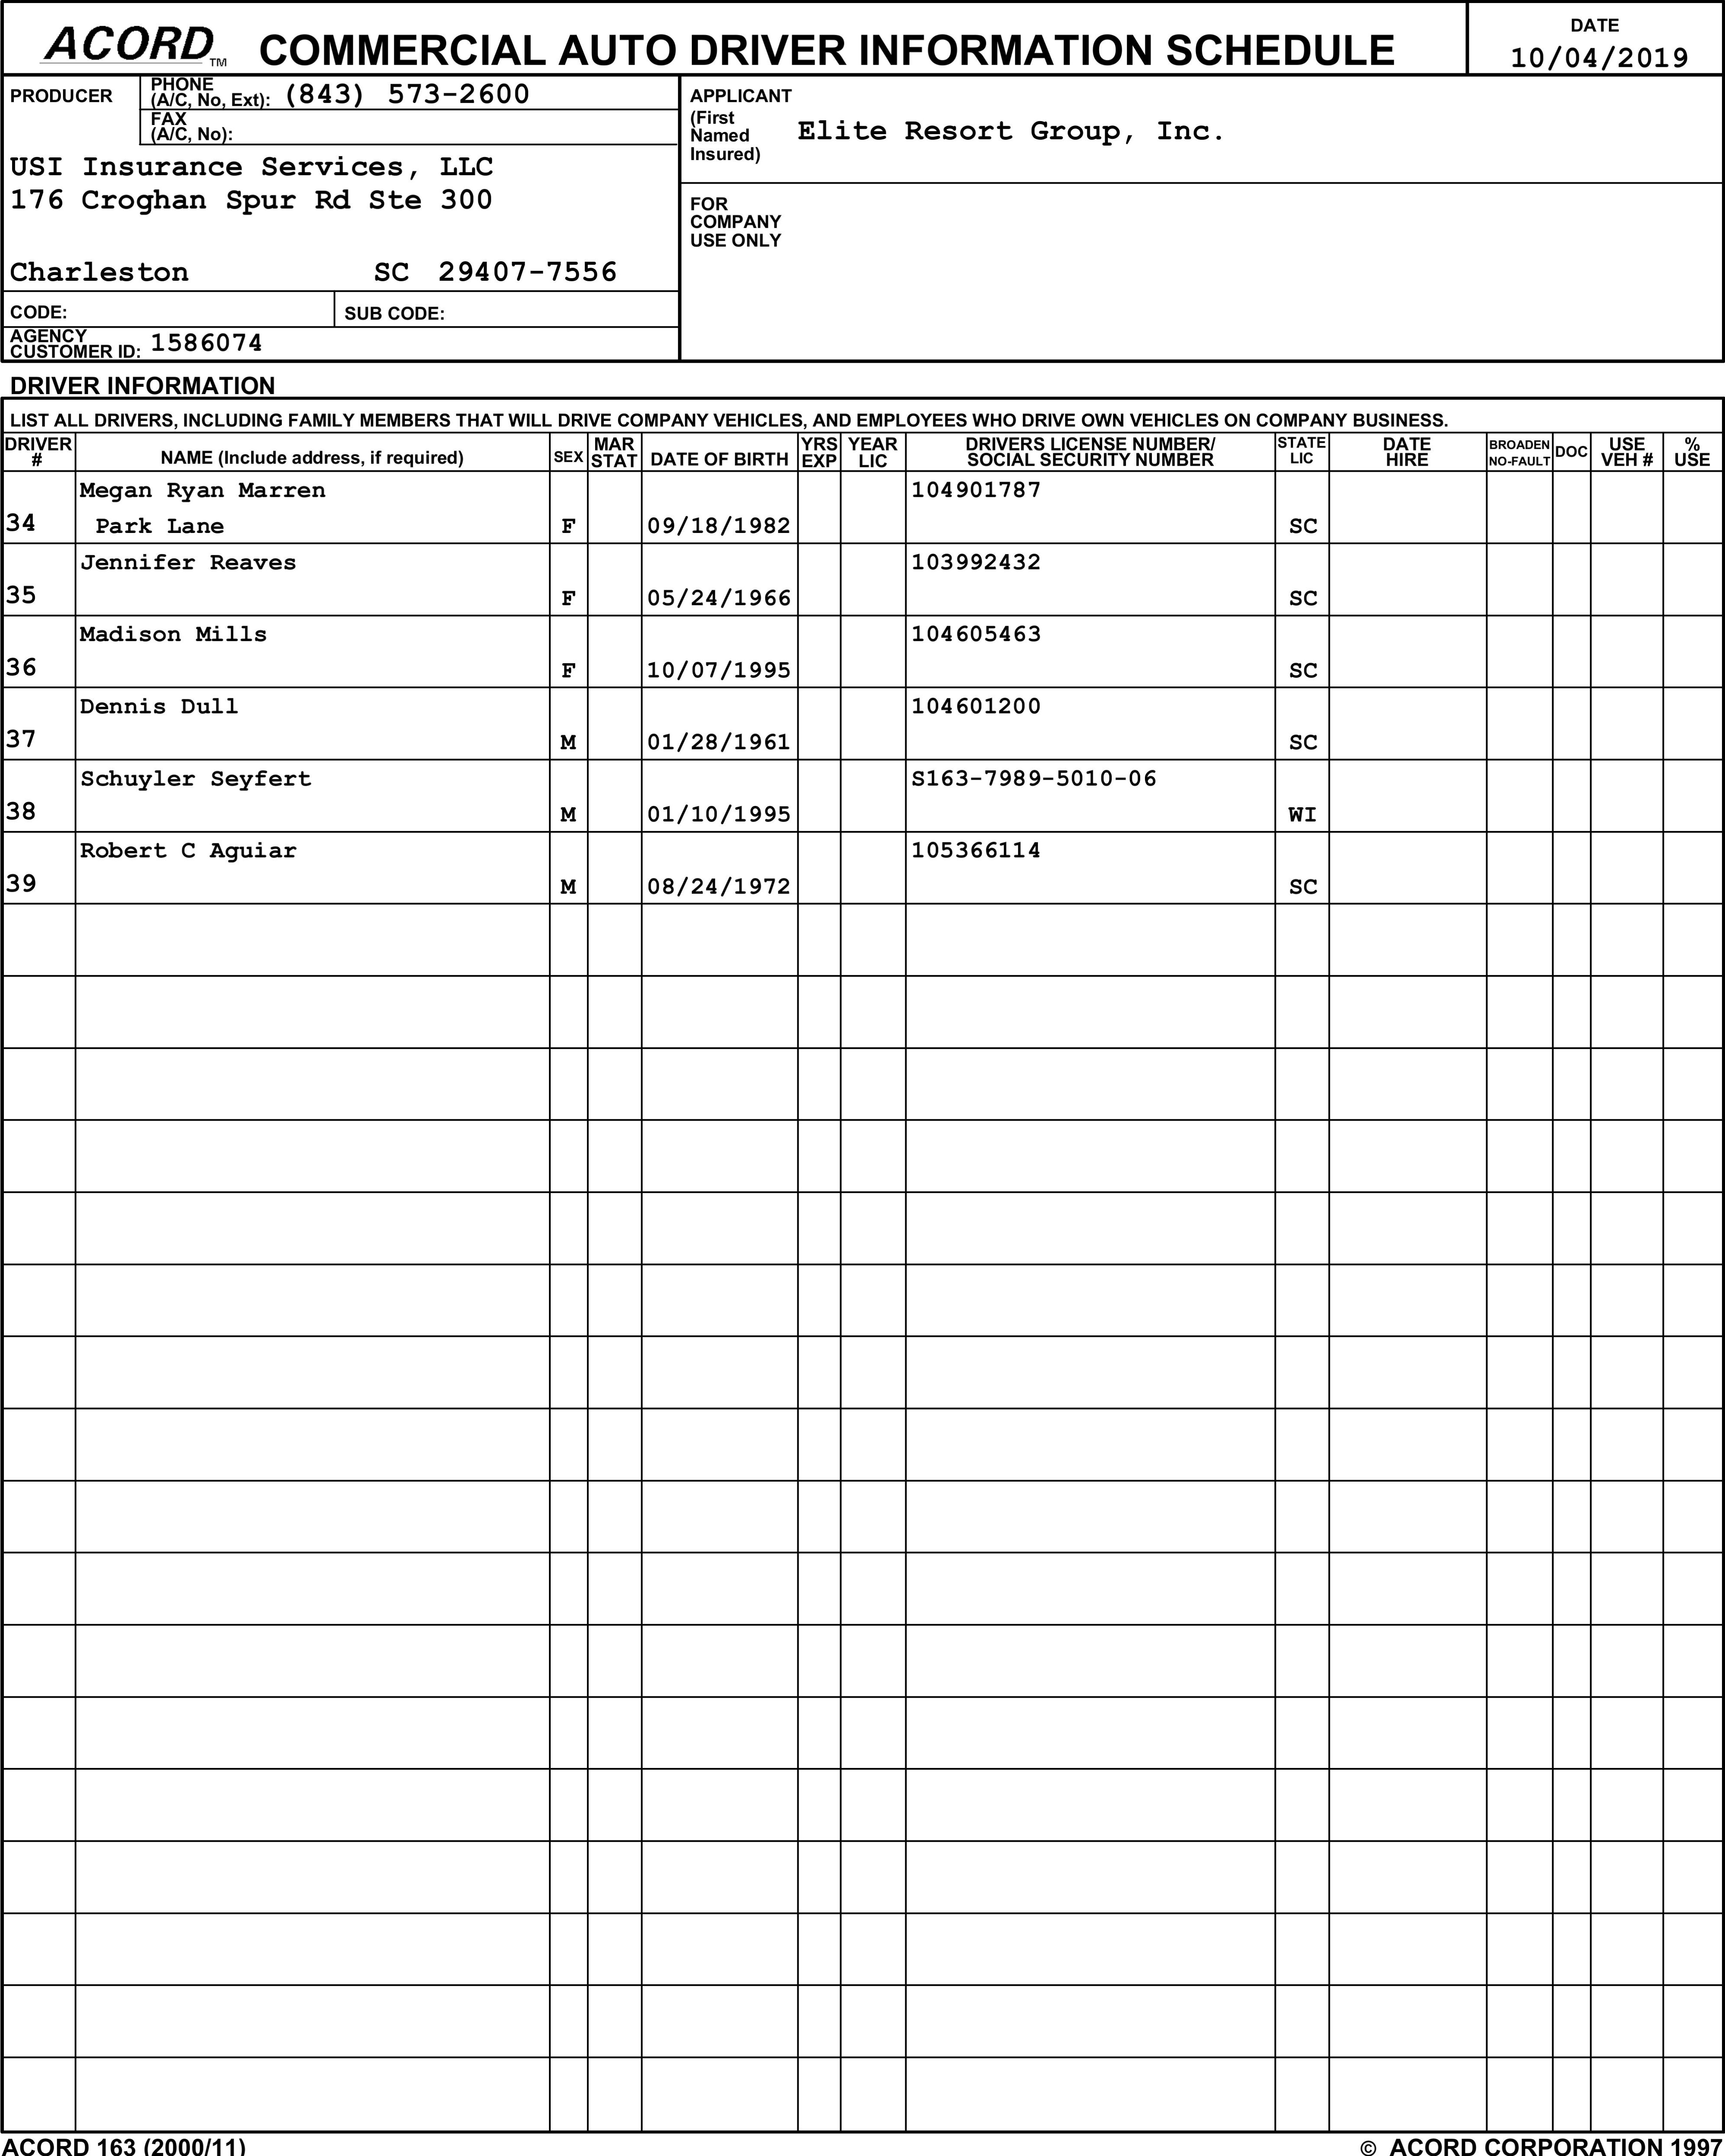 ACORD TM COMMERCIAL AUTO DRIVER INFORMATION SCHEDULE
DATE
10/04/2019
PRODUCER
PHONE
(A/C, No, Ext): (843) 573-2600
FAX
(A/C, No):
USI Insurance Services, LLC
176 Croghan Spur Rd Ste 300
Charleston SC 29407-7556
CODE: SUB CODE:
AGENCY
CUSTOMER ID: 1586074
APPLICANT
(First
Named
Insured)
Elite Resort Group, Inc.
FOR
COMPANY
USE ONLY
DRIVER INFORMATION
LIST ALL DRIVERS, INCLUDING FAMILY MEMBERS THAT WILL DRIVE COMPANY VEHICLES, AND EMPLOYEES WHO DRIVE OWN VEHICLES ON COMPANY BUSINESS.
DRIVER # NAME (Include address, if required) SEX MAR STAT DATE OF BIRTH YRS EXP YEAR LIC DRIVERS LICENSE NUMBER/ SOCIAL SECURITY NUMBER STATE LIC DATE HIRE BROADEN NO-FAULT DOC USE VEH # % USE
Megan Ryan Marren 104901787
34 Park Lane F 09/18/1982 SC
Jennifer Reaves 103992432
35 F 05/24/1966 SC
Madison Mills 104605463
36 F 10/07/1995 SC
Dennis Dull 104601200
37 M 01/28/1961 SC
Schuyler Seyfert S163-7989-5010-06
38 M 01/10/1995 WI
Robert C Aguiar 105366114
39 M 08/24/1972 SC
ACORD 163 (2000/11) © ACORD CORPORATION 1997